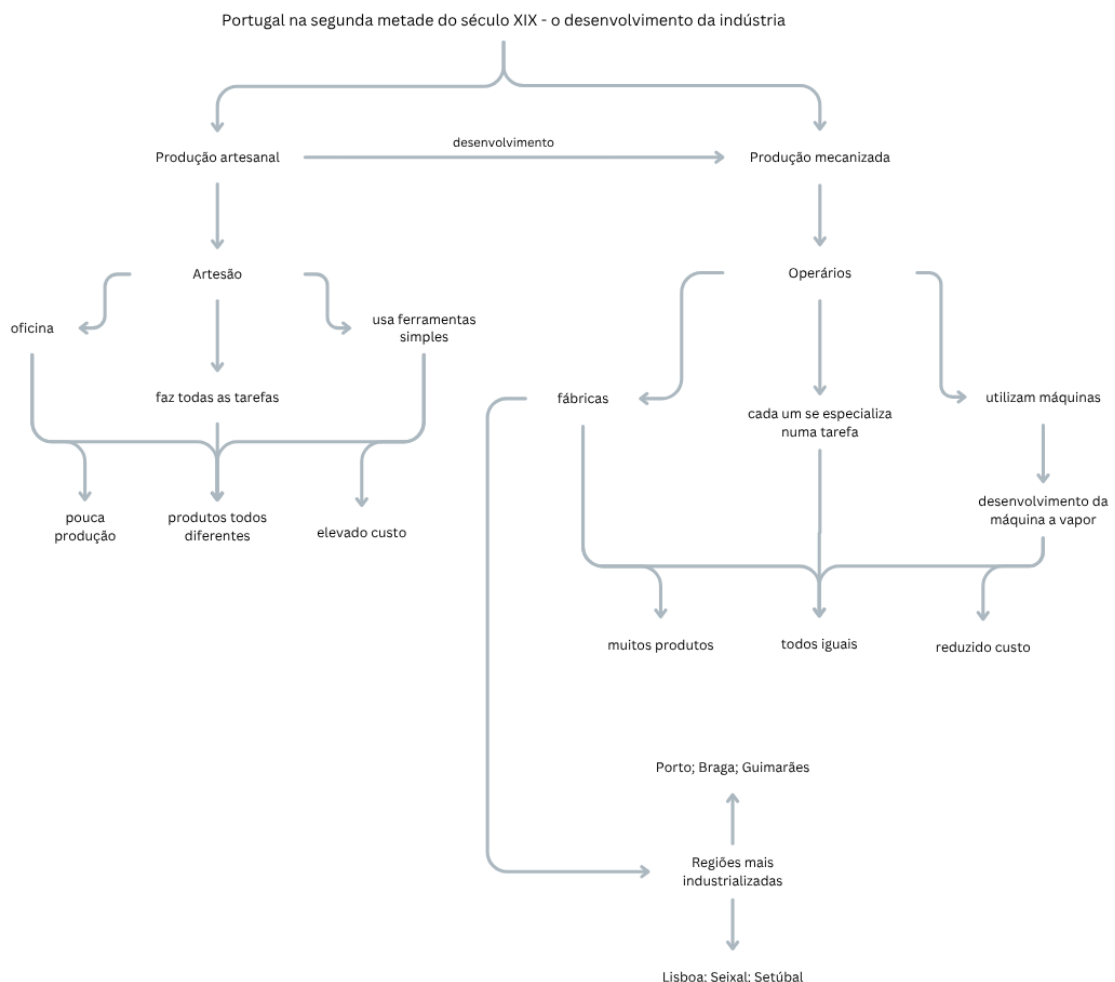 Portugal na segunda metade do século XIX - o desenvolvimento da indústria
desenvolvimento
Produção artesanal
Produção mecanizada
Artesão
Operários
oficina
usa ferramentas
simples
faz todas as tarefas
fábricas
cada um se especializa
numa tarefa
utilizam máquinas
desenvolvimento da
máquina a vapor
pouca
produção
produtos todos
diferentes
elevado custo
muitos produtos
todos iguais
reduzido custo
Porto; Braga; Guimarães
Regiões mais
industrializadas
Lisboa; Seixal; Setúbal